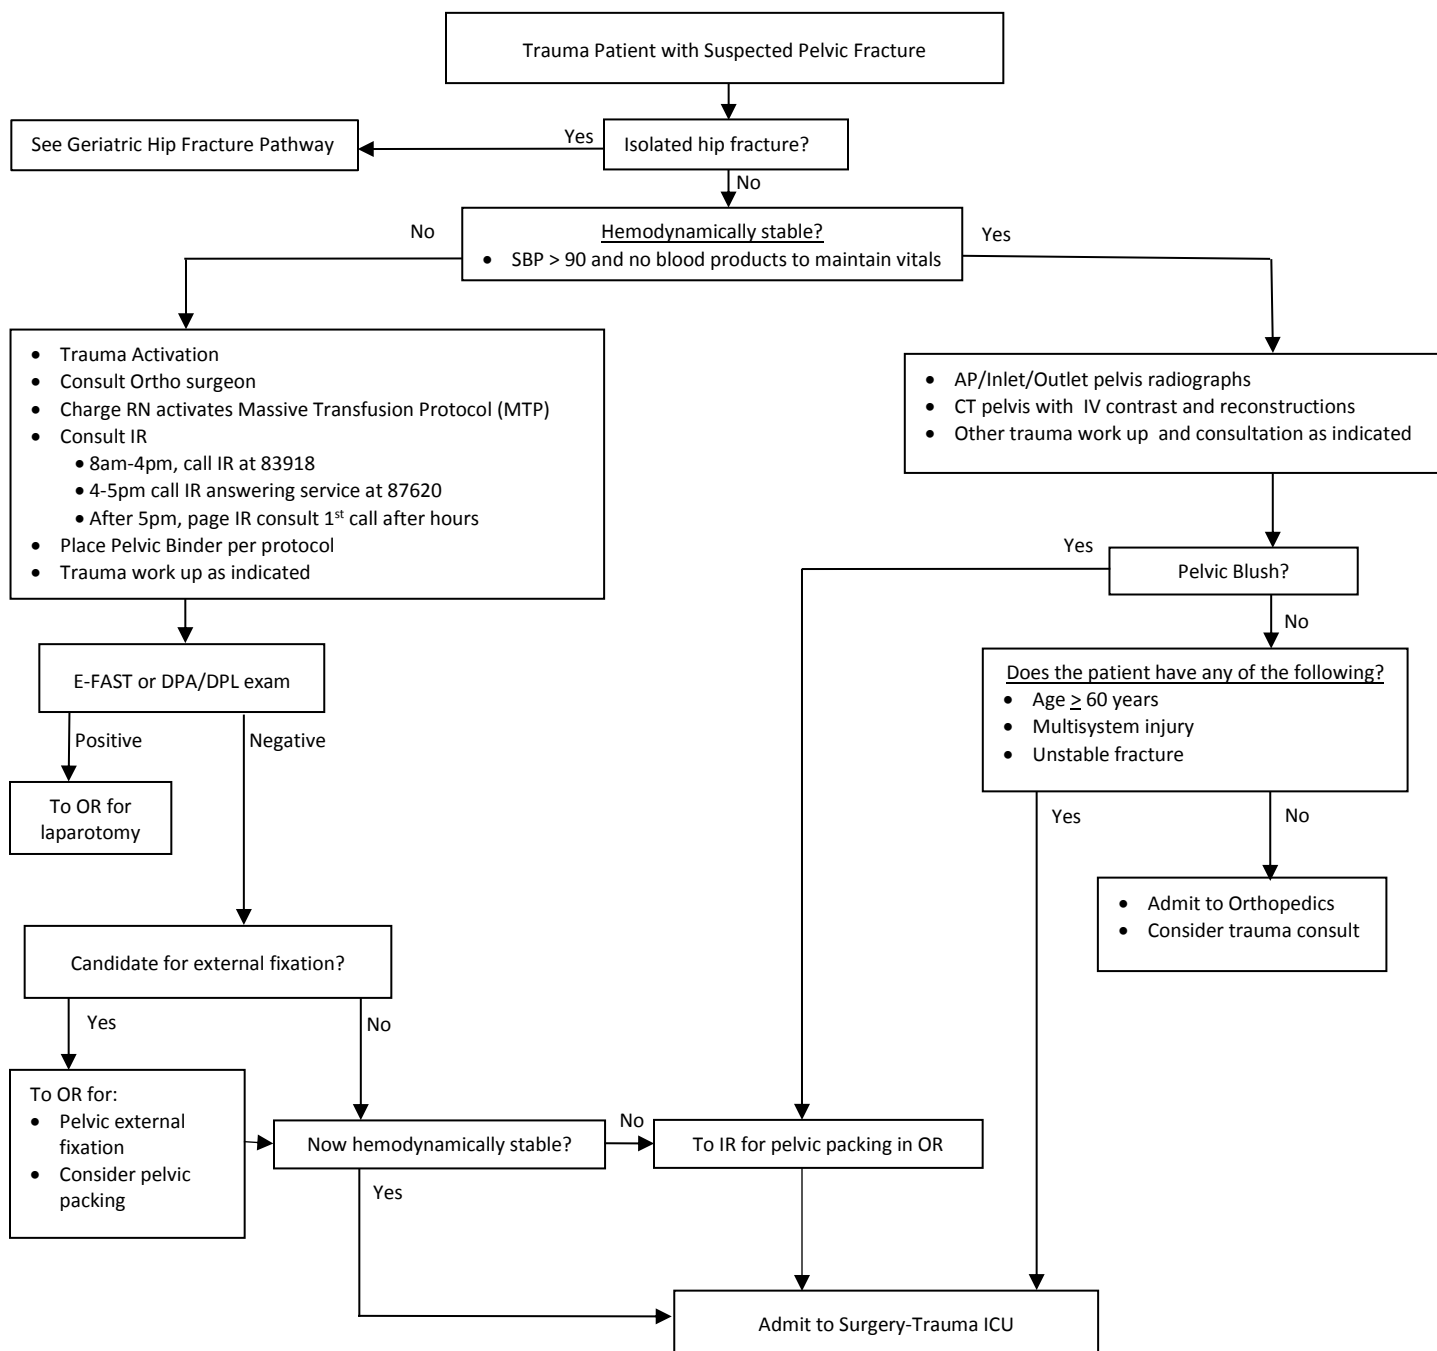 Trauma Patient with Suspected Pelvic Fracture
See Geriatric Hip Fracture Pathway
Yes
Isolated hip fracture?
No
No
Hemodynamically stable?
• SBP > 90 and no blood products to maintain vitals
Yes
• Trauma Activation
• Consult Ortho surgeon
• Charge RN activates Massive Transfusion Protocol (MTP)
• Consult IR
• 8am-4pm, call IR at 83918
• 4-5pm call IR answering service at 87620
• After 5pm, page IR consult 1st call after hours
• Place Pelvic Binder per protocol
• Trauma work up as indicated
• AP/Inlet/Outlet pelvis radiographs
• CT pelvis with IV contrast and reconstructions
• Other trauma work up and consultation as indicated
Yes
Pelvic Blush?
No
E-FAST or DPA/DPL exam
Positive
Negative
To OR for
laparotomy
Does the patient have any of the following?
• Age ≥ 60 years
• Multisystem injury
• Unstable fracture
Yes
No
• Admit to Orthopedics
• Consider trauma consult
Candidate for external fixation?
Yes
No
To OR for:
• Pelvic external
fixation
• Consider pelvic
packing
Now hemodynamically stable?
No
Yes
To IR for pelvic packing in OR
Admit to Surgery-Trauma ICU